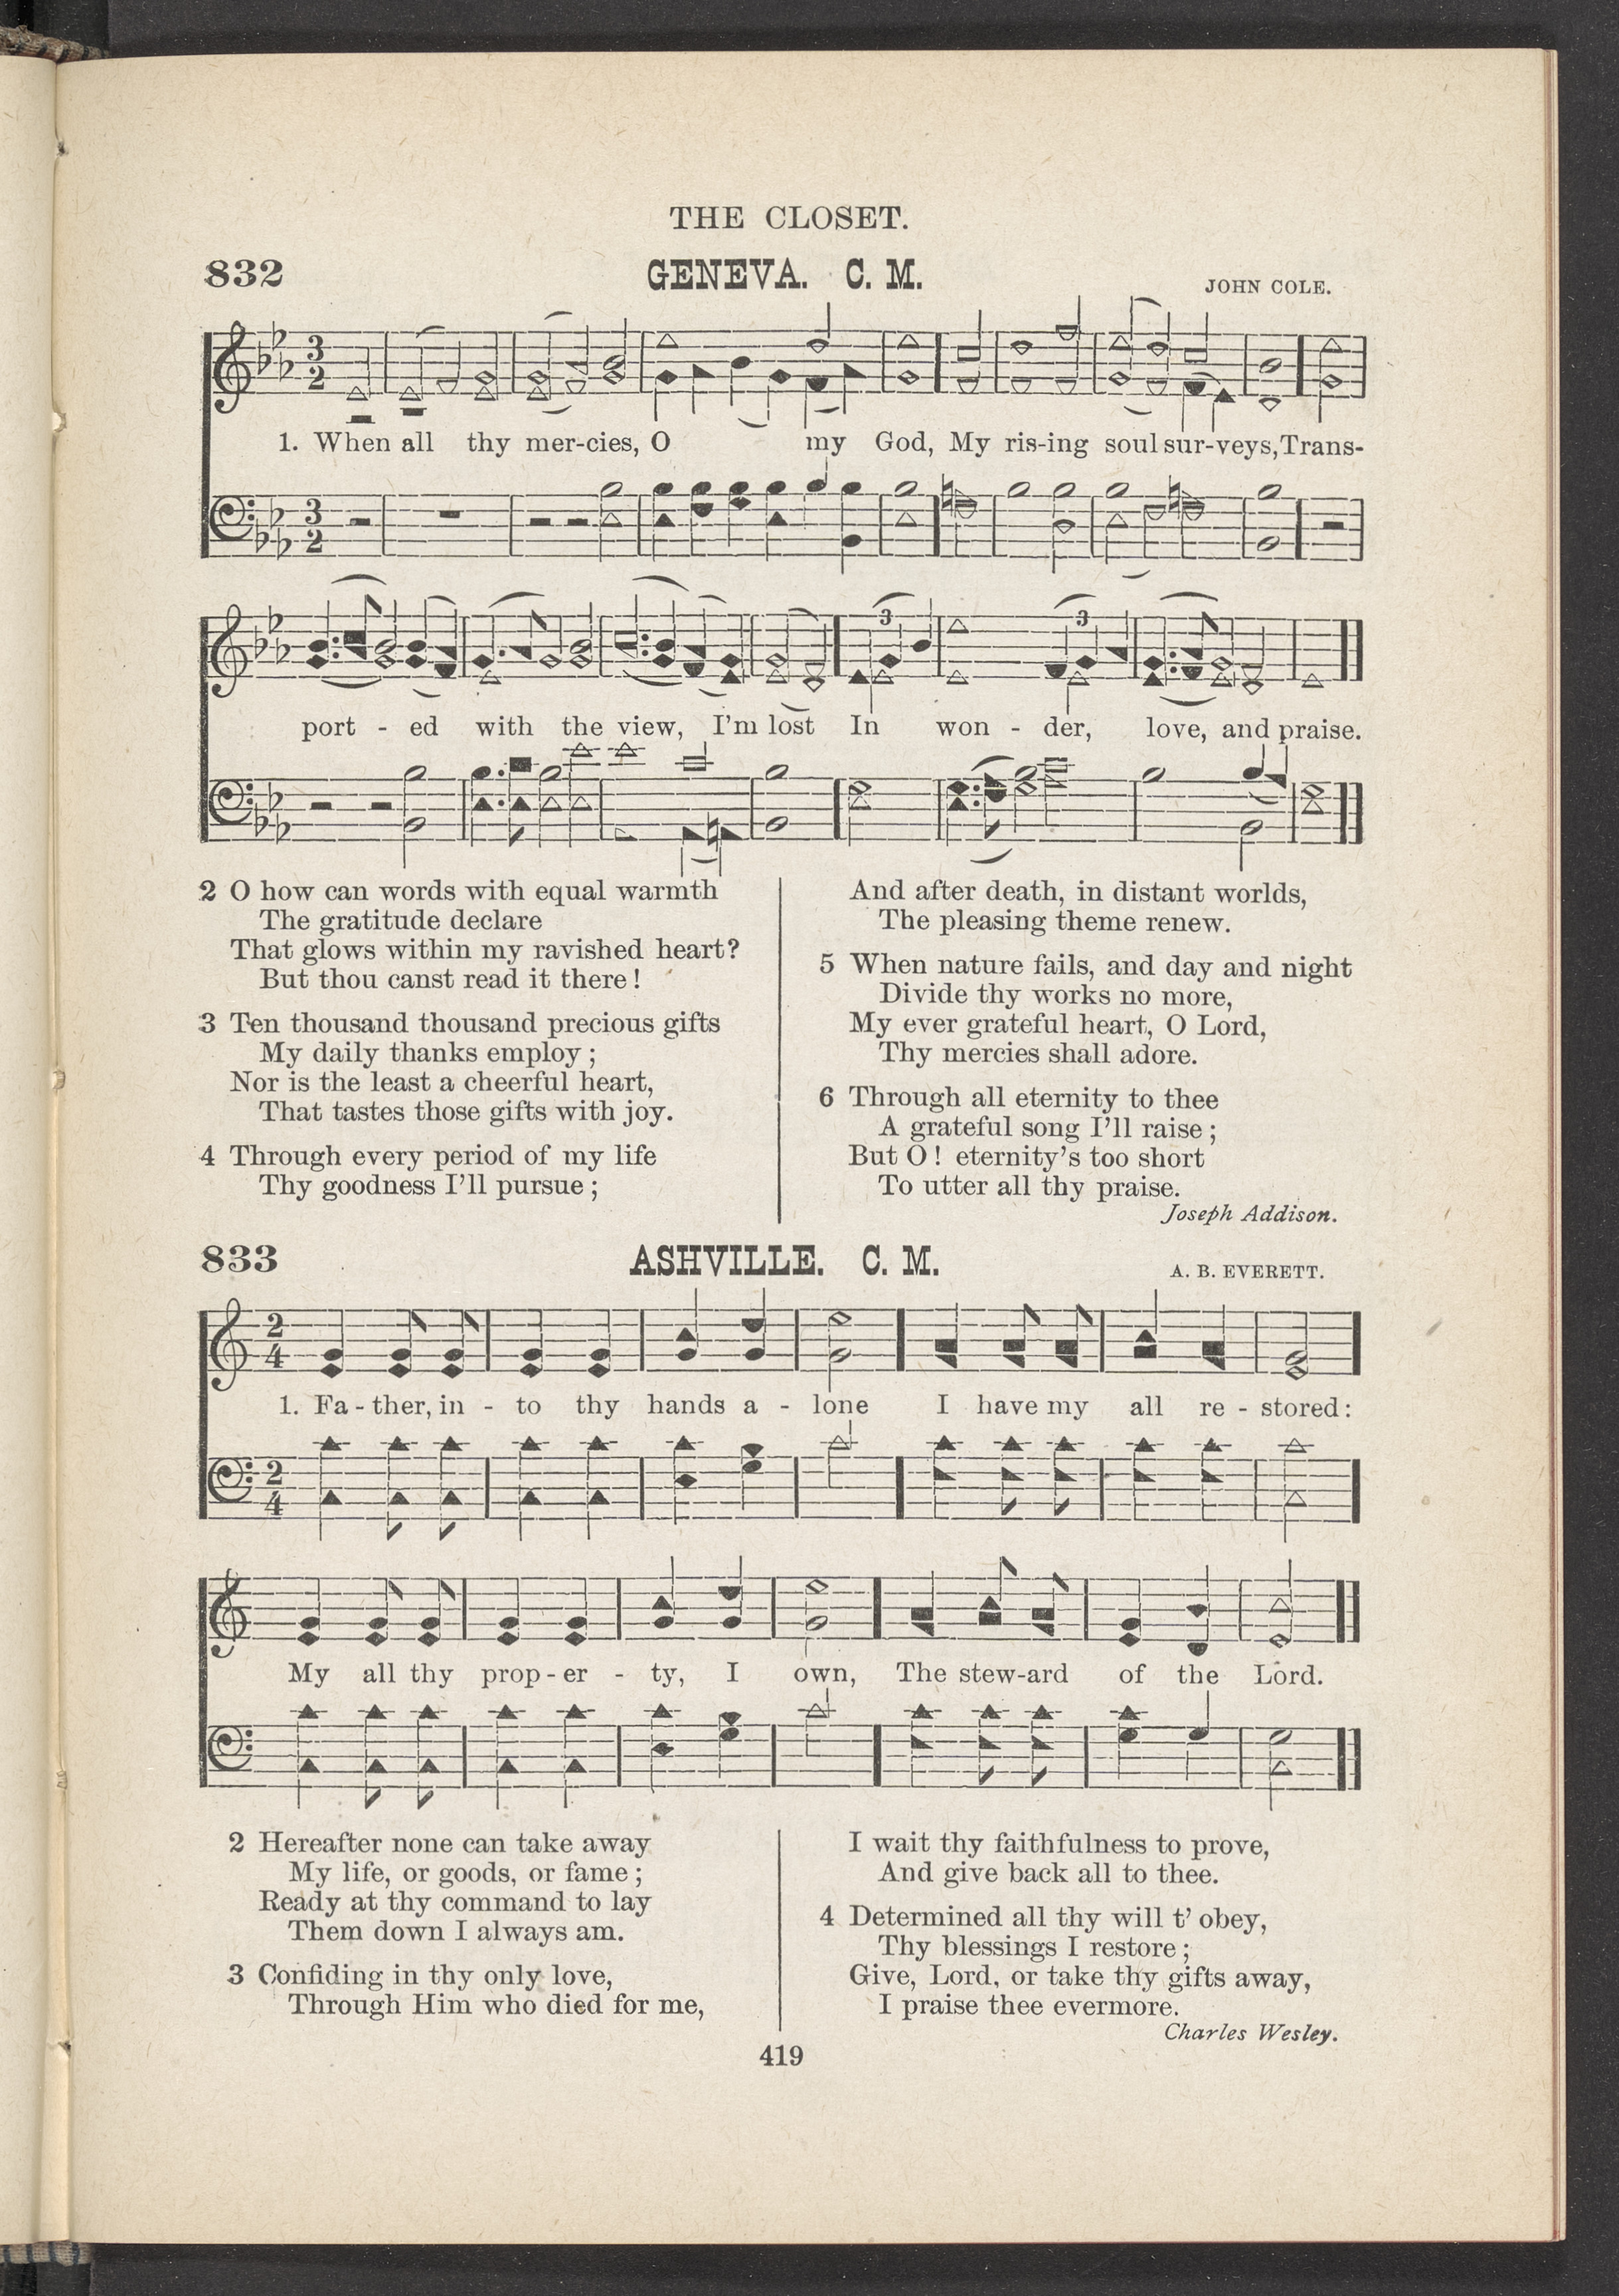 THE CLOSET.
832
GENEVA. C. M.
JOHN COLE.
3
2
1. When all thy mer-cies, O my God, My ris-ing soul sur-veys, Trans-
3
2
3
3
port - ed with the view, I'm lost In won - der, love, and praise.
2 O how can words with equal warmth
The gratitude declare
That glows within my ravished heart?
But thou canst read it there!
3 Ten thousand thousand precious gifts
My daily thanks employ;
Nor is the least a cheerful heart,
That tastes those gifts with joy.
4 Through every period of my life
Thy goodness I'll pursue;
And after death, in distant worlds,
The pleasing theme renew.
5 When nature fails, and day and night
Divide thy works no more,
My ever grateful heart, O Lord,
Thy mercies shall adore.
6 Through all eternity to thee
A grateful song I'll raise;
But O! eternity's too short
To utter all thy praise.
Joseph Addison.
833
ASHVILLE. C. M.
A. B. EVERETT.
2
4
1. Fa - ther, in - to thy hands a - lone I have my all re - stored:
2
4
My all thy prop - er - ty, I own, The stew-ard of the Lord.
2 Hereafter none can take away
My life, or goods, or fame;
Ready at thy command to lay
Them down I always am.
3 Confiding in thy only love,
Through Him who died for me,
I wait thy faithfulness to prove,
And give back all to thee.
4 Determined all thy will t' obey,
Thy blessings I restore;
Give, Lord, or take thy gifts away,
I praise thee evermore.
Charles Wesley.
419